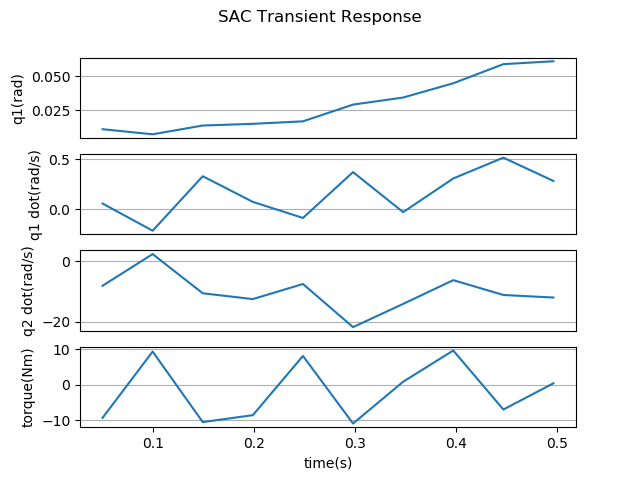 SAC Transient Response
q1(rad)
0.050
0.025
q1 dot(rad/s)
0.5
0.0
q2 dot(rad/s)
0
−20
torque(Nm)
10
0
−10
0.1 0.2 0.3 0.4 0.5
time(s)